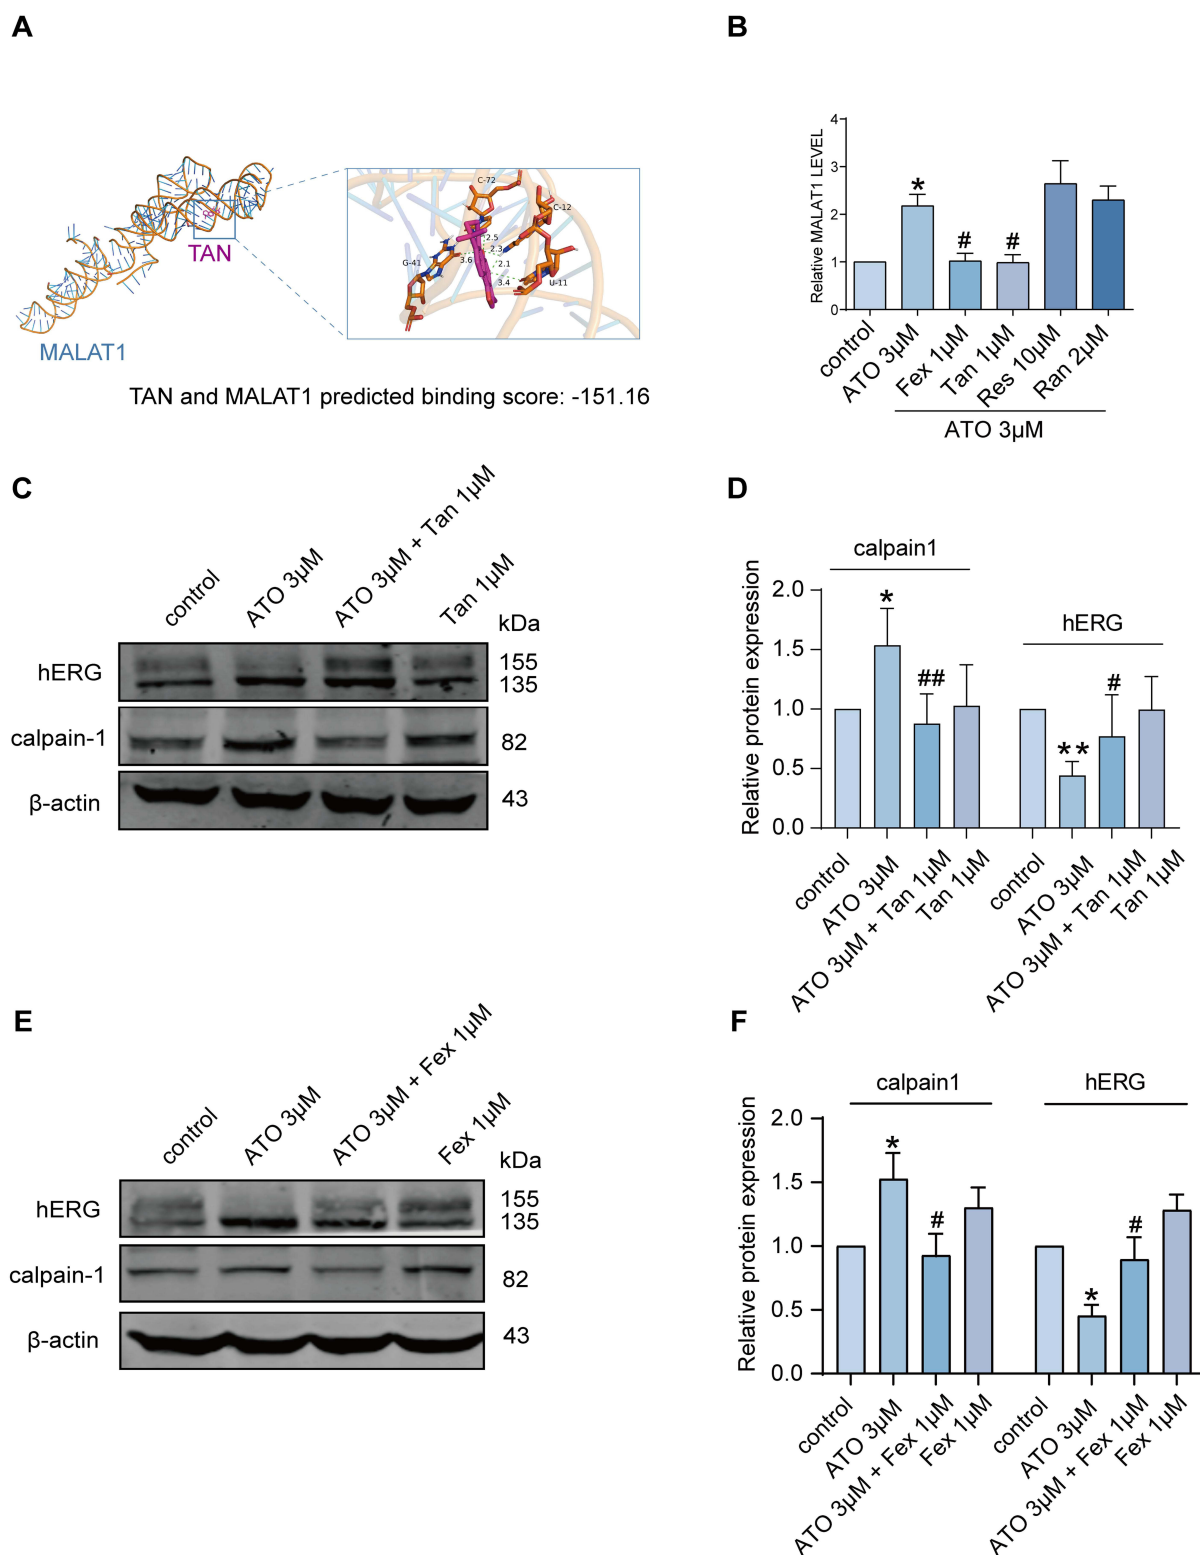 A
C-72
C-12
2.5
2.3
3.6
G-41
2.1
3.4
U-11
TAN
MALAT1
TAN and MALAT1 predicted binding score: -151.16
B
Relative MALAT1 LEVEL
4
3
2
1
0
*
#
#
control
ATO 3μM
Fex 1μM
Tan 1μM
Res 10μM
Ran 2μM
ATO 3μM
C
control
ATO 3μM
ATO 3μM + Tan 1μM
Tan 1μM
kDa
hERG
155
135
calpain-1
82
β-actin
43
D
calpain1
hERG
Relative protein expression
2.0
1.5
1.0
0.5
0.0
*
##
**
#
control
ATO 3μM
ATO 3μM + Tan 1μM
Tan 1μM
control
ATO 3μM
ATO 3μM + Tan 1μM
Tan 1μM
E
control
ATO 3μM
ATO 3μM + Fex 1μM
Fex 1μM
kDa
hERG
155
135
calpain-1
82
β-actin
43
F
calpain1
hERG
Relative protein expression
2.0
1.5
1.0
0.5
0.0
*
#
*
#
control
ATO 3μM
ATO 3μM + Fex 1μM
Fex 1μM
control
ATO 3μM
ATO 3μM + Fex 1μM
Fex 1μM